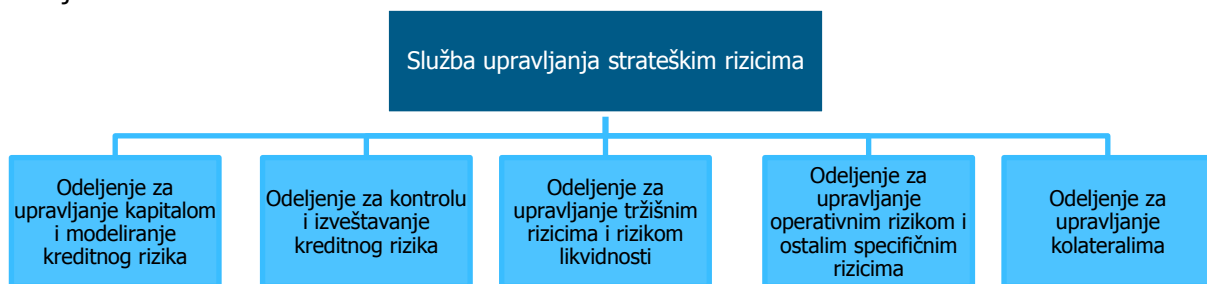 Služba upravljanja strateškim rizicima
Odeljenje za
upravljanje kapitalom
i modeliranje
kreditnog rizika
Odeljenje za kontrolu
i izveštavanje
kreditnog rizika
Odeljenje za
upravljanje tržišnim
rizicima i rizikom
likvidnosti
Odeljenje za
upravljanje
operativnim rizikom i
ostalim specifičnim
rizicima
Odeljenje za
upravljanje
kolateralima